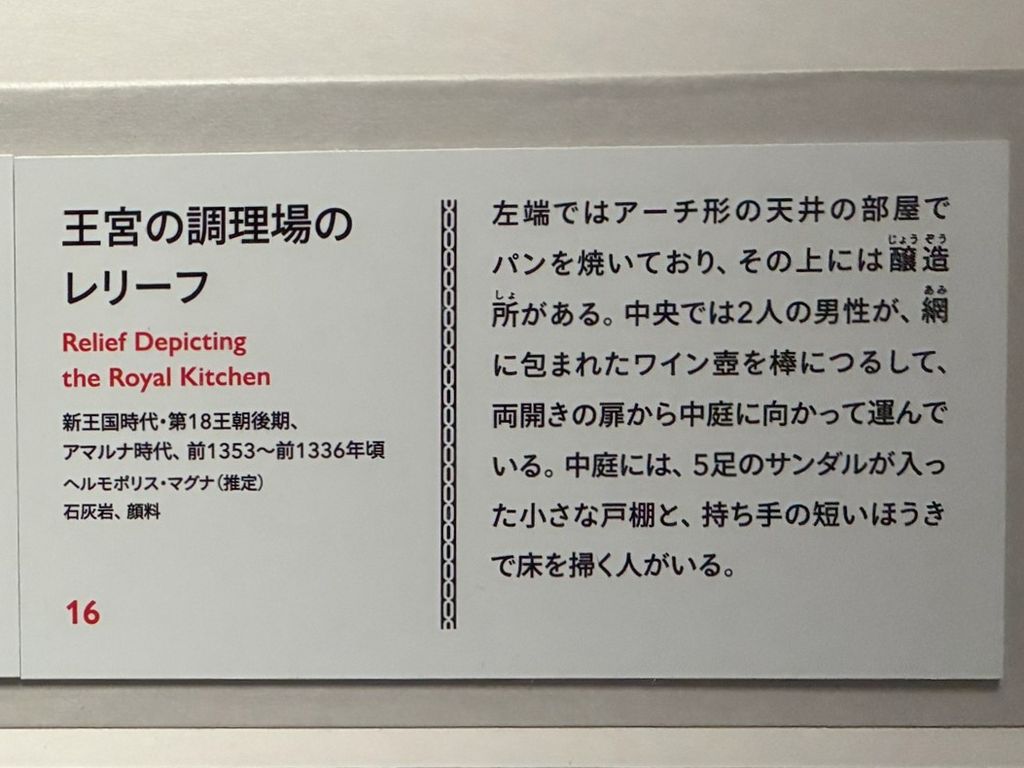 王宮の調理場の
レリーフ
Relief Depicting
the Royal Kitchen
新王国時代・第18王朝後期、
アマルナ時代、前1353〜前1336年頃
ヘルモポリス・マグナ（推定）
石灰岩、顔料
16
左端ではアーチ形の天井の部屋で
じょう ぞう
パンを焼いており、その上には醸造
しょ あみ
所がある。中央では2人の男性が、網
に包まれたワイン壺を棒につるして、
両開きの扉から中庭に向かって運んで
いる。中庭には、5足のサンダルが入っ
た小さな戸棚と、持ち手の短いほうき
で床を掃く人がいる。